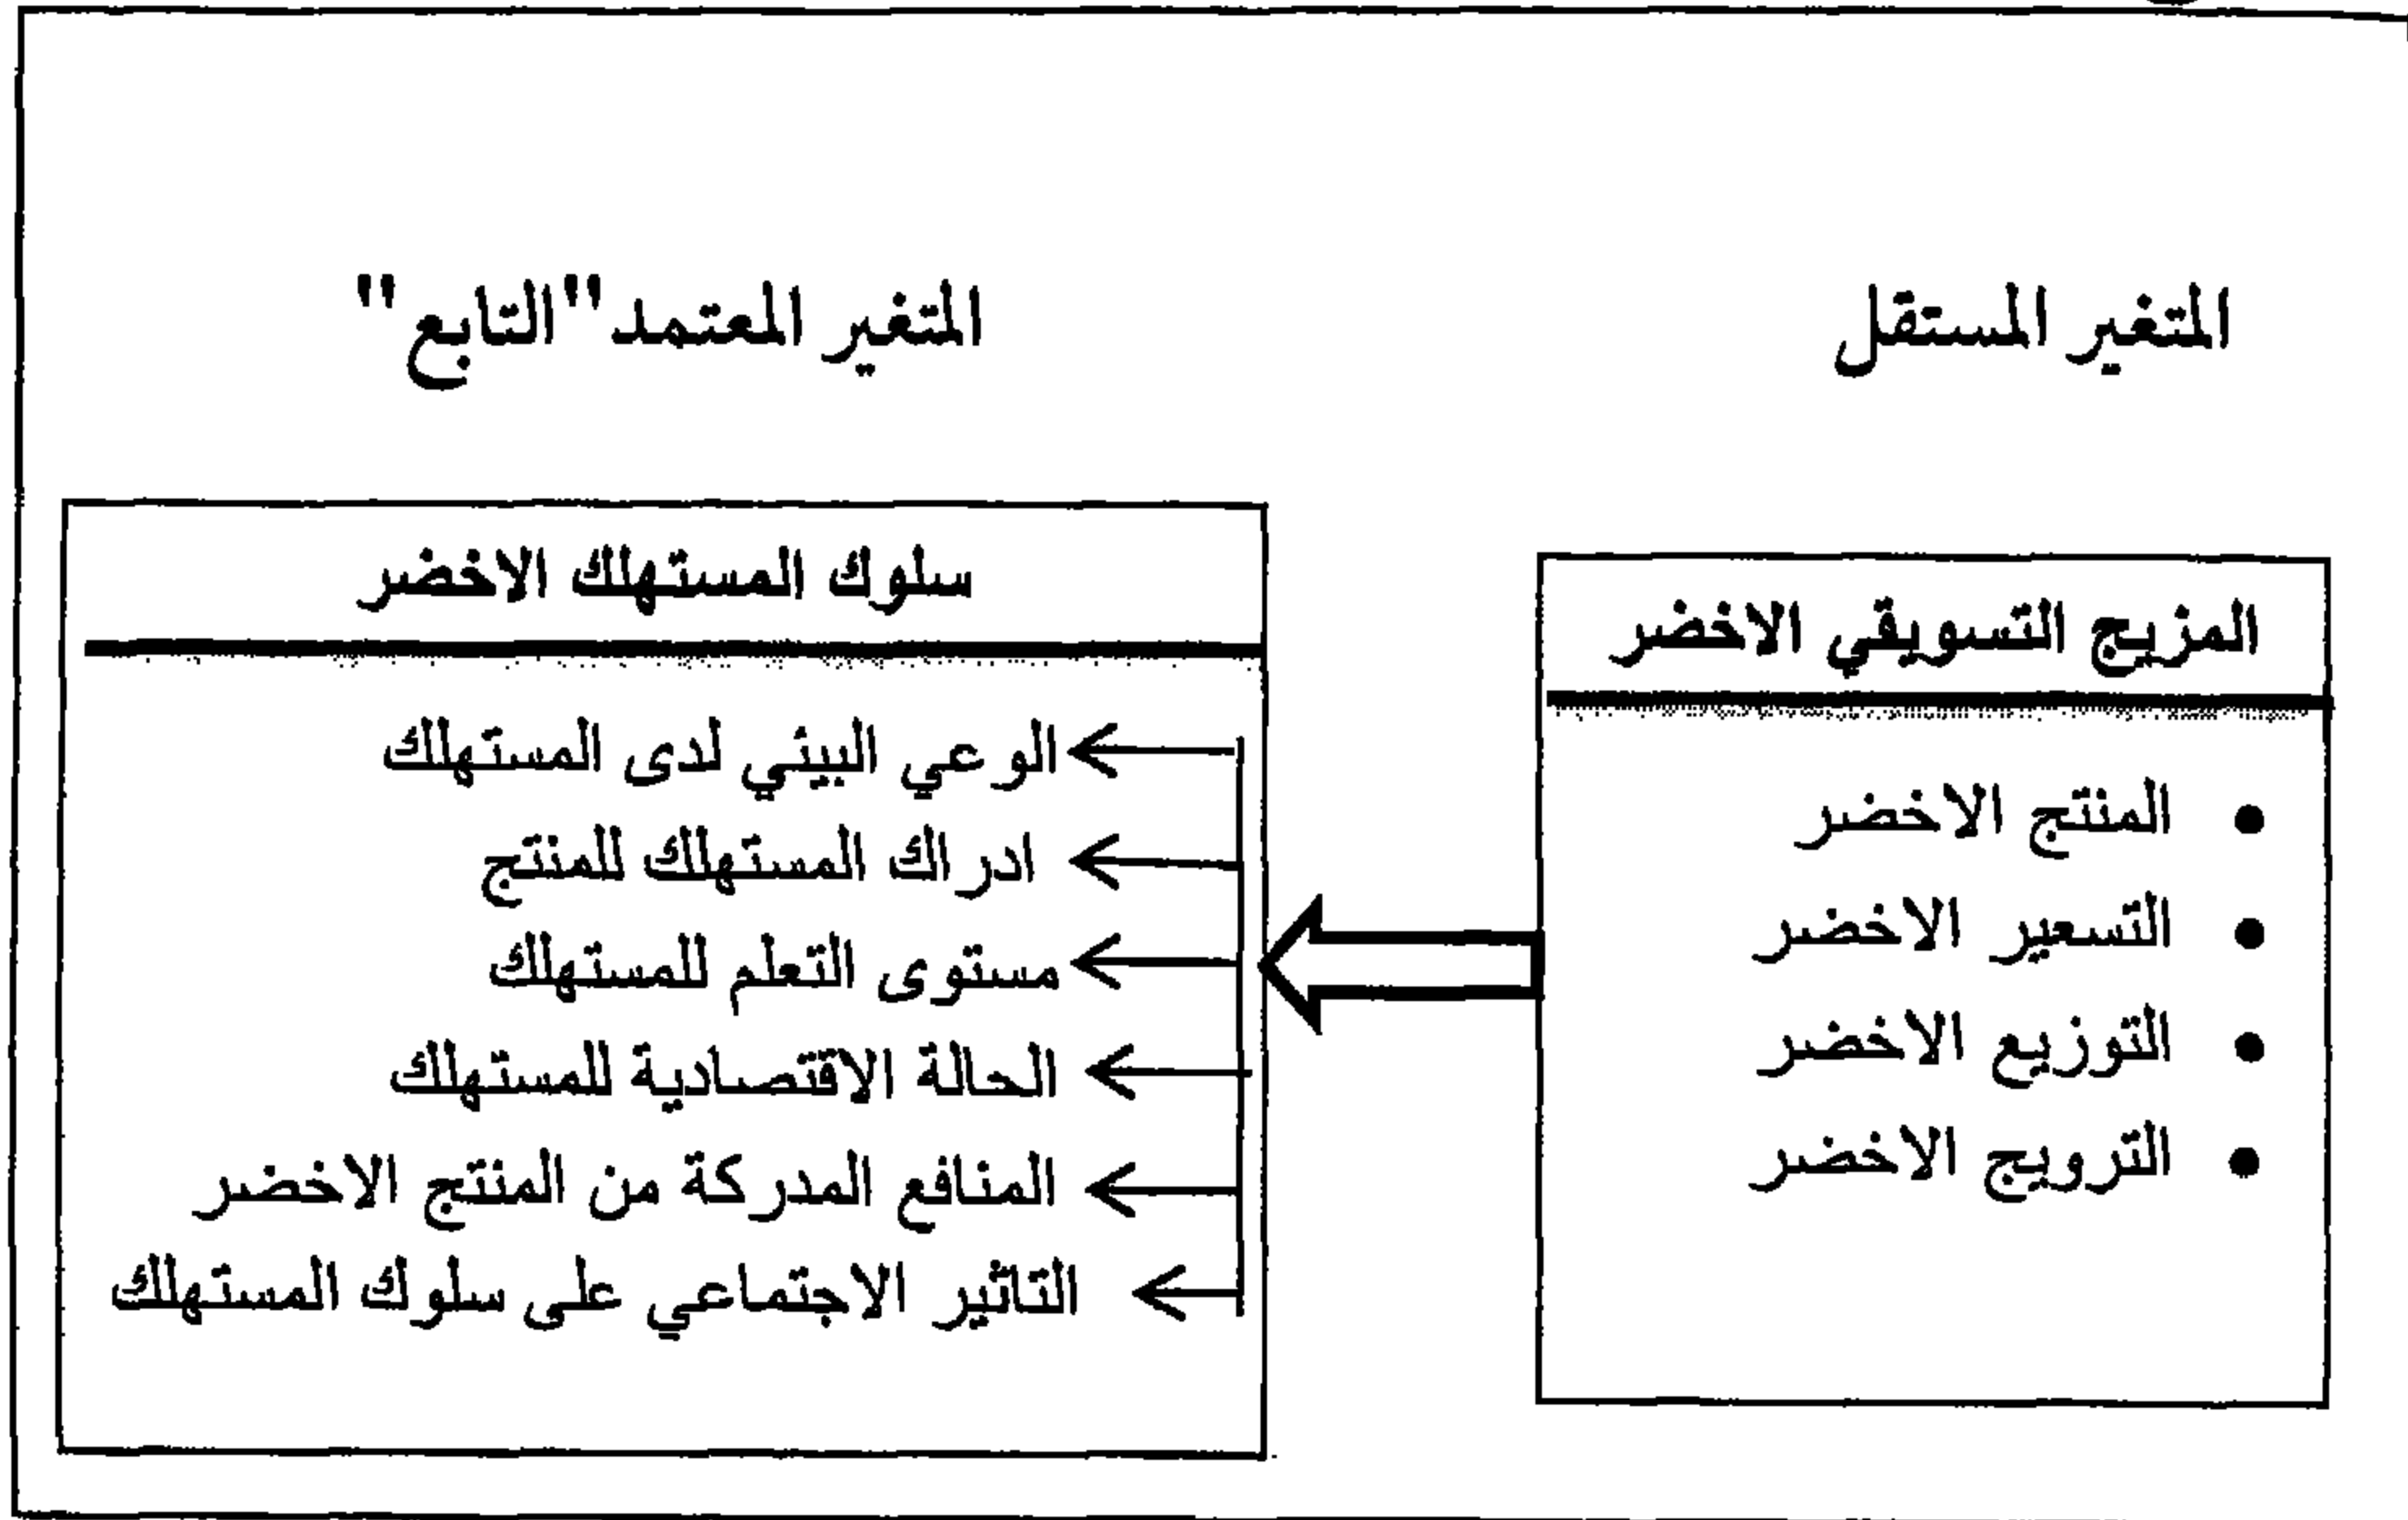 المتغير المستقل
المتغير المعتمد"التابع"
المزيج التسويقي الاخضر
• المنتج الاخضر
• التسعير الاخضر
• التوزيع الاخضر
• الترويج الاخضر
سلوك المستهلك الاخضر
الوعي البيئي لدى المستهلك
ادراك المستهلك للمنتج
مستوى التعلم للمستهلك
الحالة الاقتصادية للمستهلك
المنافع المدركة من المنتج الاخضر
التاثير الاجتماعي على سلوك المستهلك